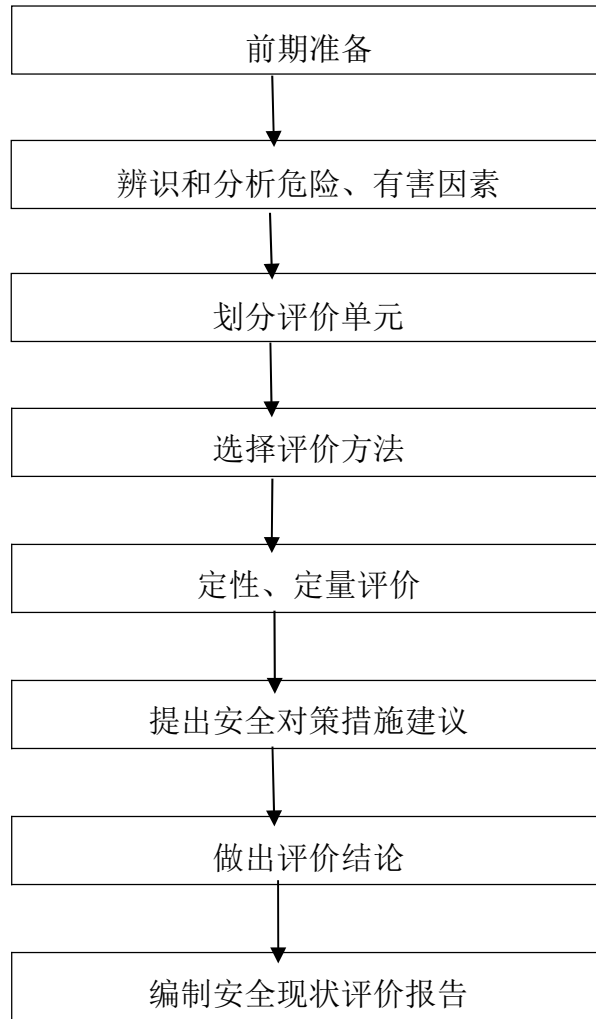 前期准备
辨识和分析危险、有害因素
划分评价单元
选择评价方法
定性、定量评价
提出安全对策措施建议
做出评价结论
编制安全现状评价报告